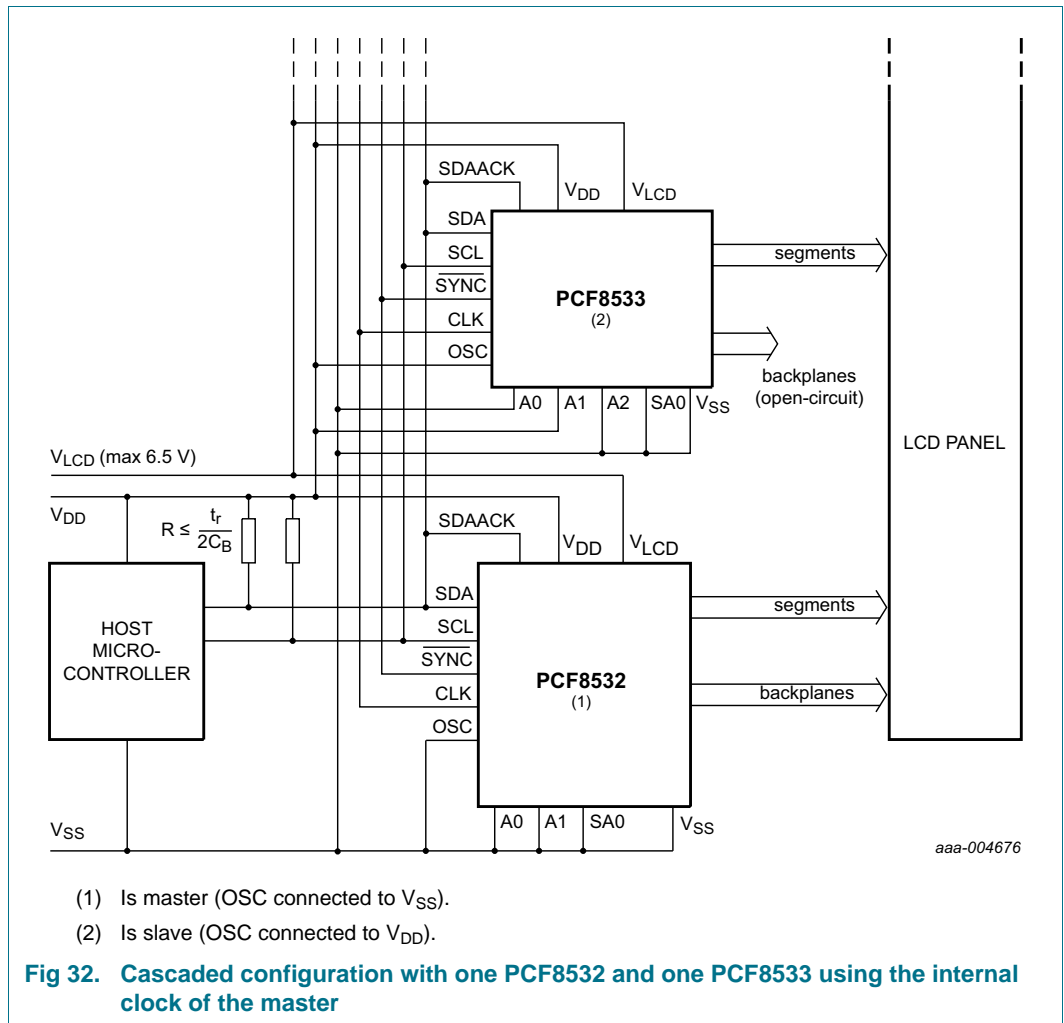 SDAACK
VDD
VLCD
SDA
SCL
SYNC
CLK
OSC
PCF8533
(2)
segments
backplanes
(open-circuit)
A0
A1
A2
SA0
VSS
LCD PANEL
VLCD (max 6.5 V)
VDD
R ≤ tr
2CB
SDAACK
VDD
VLCD
HOST
MICRO-
CONTROLLER
SDA
SCL
SYNC
CLK
OSC
PCF8532
(1)
segments
backplanes
A0
A1
SA0
VSS
VSS
aaa-004676
(1) Is master (OSC connected to VSS).
(2) Is slave (OSC connected to VDD).
Fig 32. Cascaded configuration with one PCF8532 and one PCF8533 using the internal
clock of the master